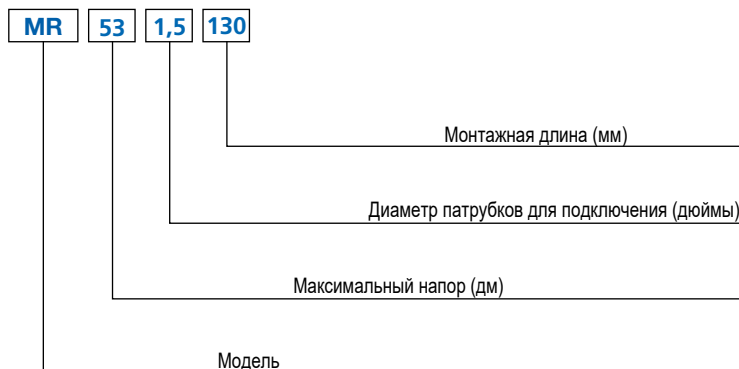 MR 53 1,5 130
Монтажная длина (мм)
Диаметр патрубков для подключения (дюймы)
Максимальный напор (дм)
Модель